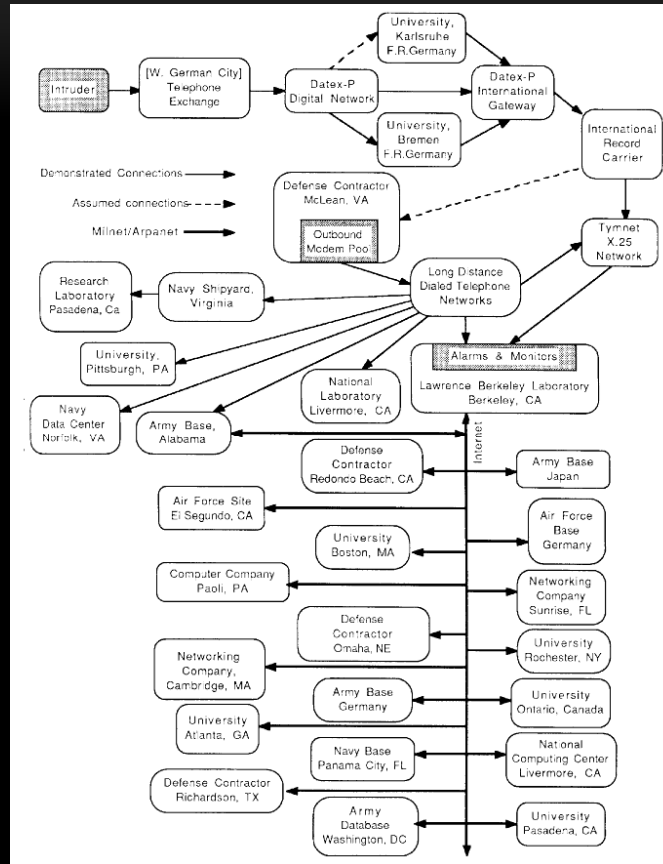 University,
Karlsruhe
F.R.Germany
Intruder
[W. German City]
Telephone
Exchange
Datex-P
Digital Network
Datex-P
International
Gateway
University,
Bremen
F.R.Germany
International
Record
Carrier
Demonstrated Connections
Assumed connections
Milnet/Arpanet
Defense Contractor
McLean, VA
Outbound
Modem Pool
Tymnet
X.25
Network
Long Distance
Dialed Telephone
Networks
Research
Laboratory
Pasadena, Ca
Navy Shipyard,
Virginia
University,
Pittsburgh, PA
National
Laboratory
Livermore, CA
Alarms & Monitors
Lawrence Berkeley Laboratory
Berkeley, CA
Navy
Data Center
Norfolk, VA
Army Base,
Alabama
Internet
Defense
Contractor
Redondo Beach, CA
Army Base
Japan
Air Force Site
El Segundo, CA
University
Boston, MA
Air Force
Base
Germany
Computer Company
Paoli, PA
Networking
Company
Sunrise, FL
Defense
Contractor
Omaha, NE
University
Rochester, NY
Networking
Company,
Cambridge, MA
Army Base
Germany
University
Ontario, Canada
University
Atlanta, GA
Navy Base
Panama City, FL
National
Computing Center
Livermore, CA
Defense Contractor
Richardson, TX
Army
Database
Washington, DC
University
Pasadena, CA